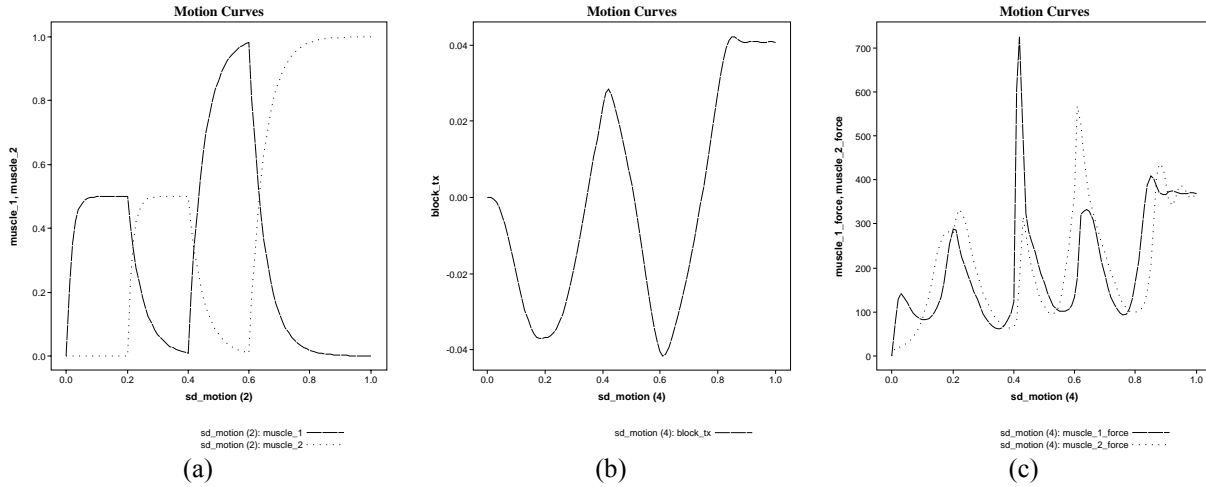 Motion Curves
muscle_1, muscle_2
1.0
0.8
0.6
0.4
0.2
0.0
0.0 0.2 0.4 0.6 0.8 1.0
sd_motion (2)
sd_motion (2): muscle_1
sd_motion (2): muscle_2
(a)
Motion Curves
block_tx
0.04
0.02
0.00
-0.02
-0.04
0.0 0.2 0.4 0.6 0.8 1.0
sd_motion (4)
sd_motion (4): block_tx
(b)
Motion Curves
muscle_1_force, muscle_2_force
700
600
500
400
300
200
100
0
0.0 0.2 0.4 0.6 0.8 1.0
sd_motion (4)
sd_motion (4): muscle_1_force
sd_motion (4): muscle_2_force
(c)